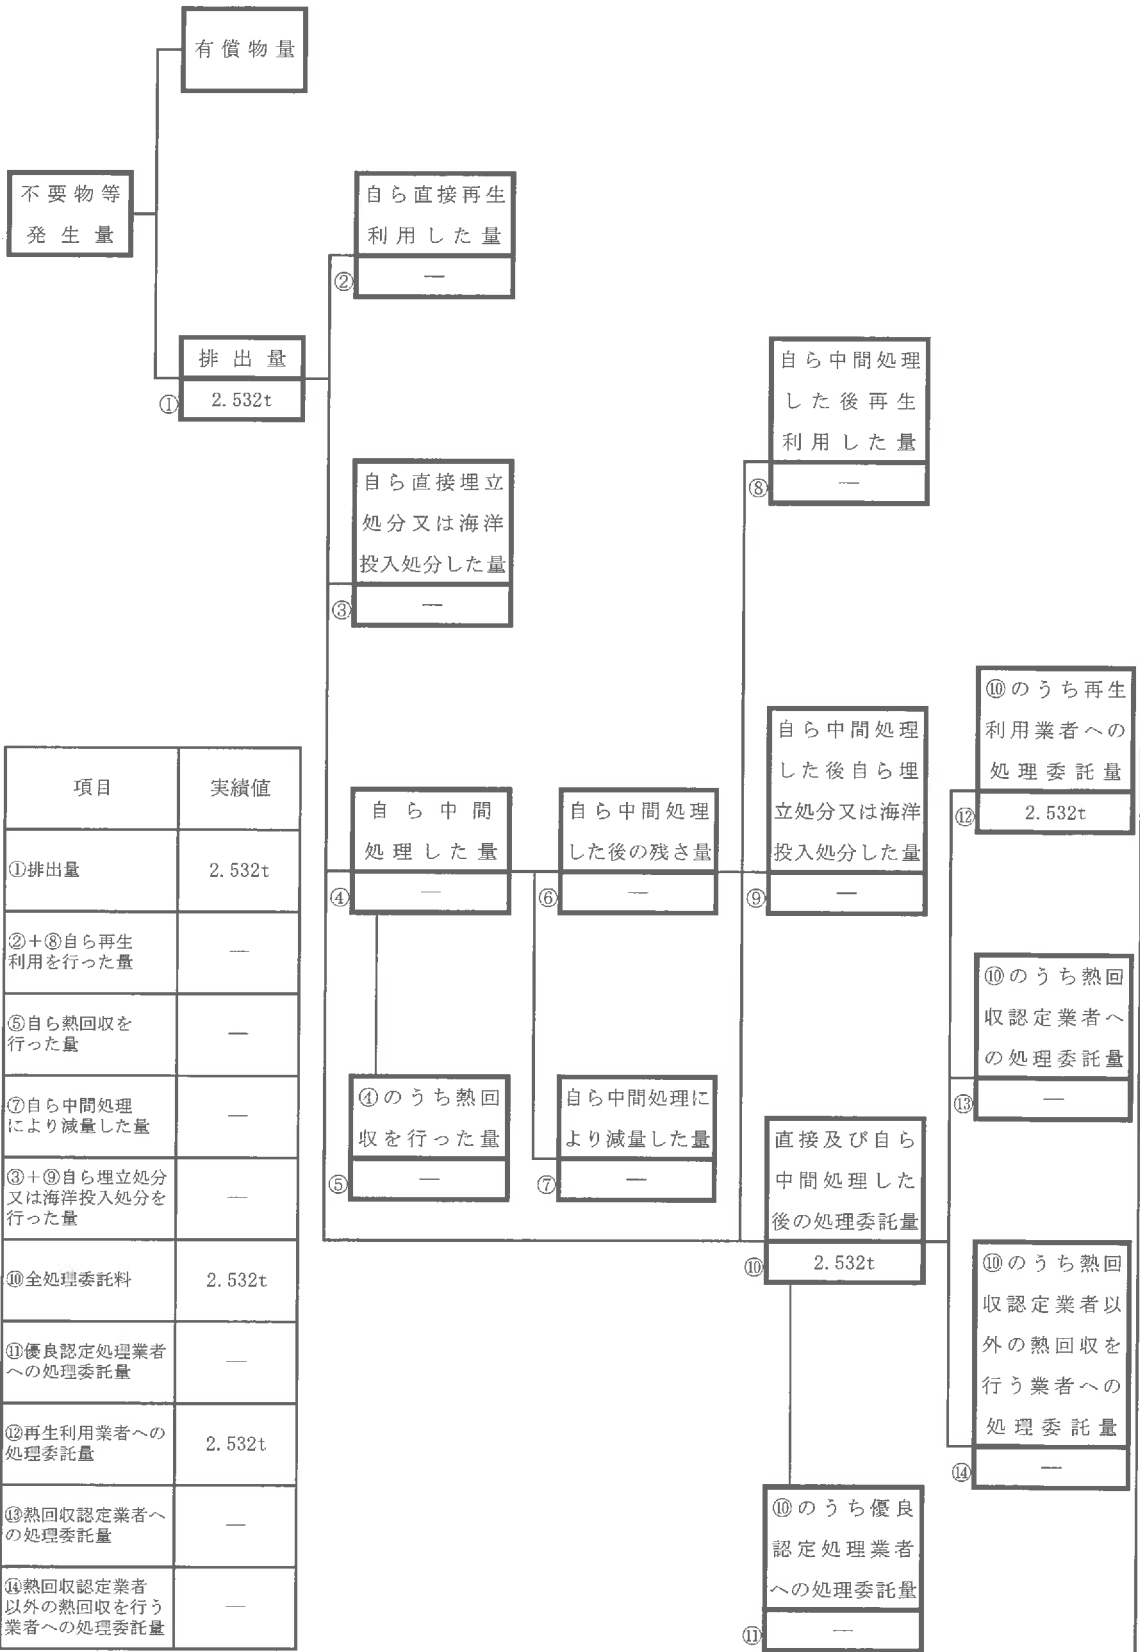 有償物量
不要物等
発生量
自ら直接再生
利用した量
②
―
排出量
①
2.532t
自ら中間処理
した後再生
利用した量
⑧
―
自ら直接埋立
処分又は海洋
投入処分した量
③
―
⑩のうち再生
利用業者への
処理委託量
⑫
2.532t
自ら中間処理
した後自ら埋
立処分又は海洋
投入処分した量
⑨
―
自ら中間
処理した量
④
―
自ら中間処理
した後の残さ量
⑥
―
⑩のうち熱回
収認定業者へ
の処理委託量
⑬
―
④のうち熱回
収を行った量
⑤
―
自ら中間処理に
より減量した量
⑦
―
直接及び自ら
中間処理した
後の処理委託量
⑩
2.532t
⑩のうち熱回
収認定業者以
外の熱回収を
行う業者への
処理委託量
⑭
―
⑩のうち優良
認定処理業者
への処理委託量
⑪
―
項目 実績値
①排出量 2.532t
②+⑧自ら再生
利用を行った量
―
⑤自ら熱回収を
行った量
―
⑦自ら中間処理
により減量した量
―
③+⑨自ら埋立処分
又は海洋投入処分を
行った量
―
⑩全処理委託料 2.532t
⑪優良認定処理業者
への処理委託量
―
⑫再生利用業者への
処理委託量
2.532t
⑬熱回収認定業者へ
の処理委託量
―
⑭熱回収認定業者
以外の熱回収を行う
業者への処理委託量
―